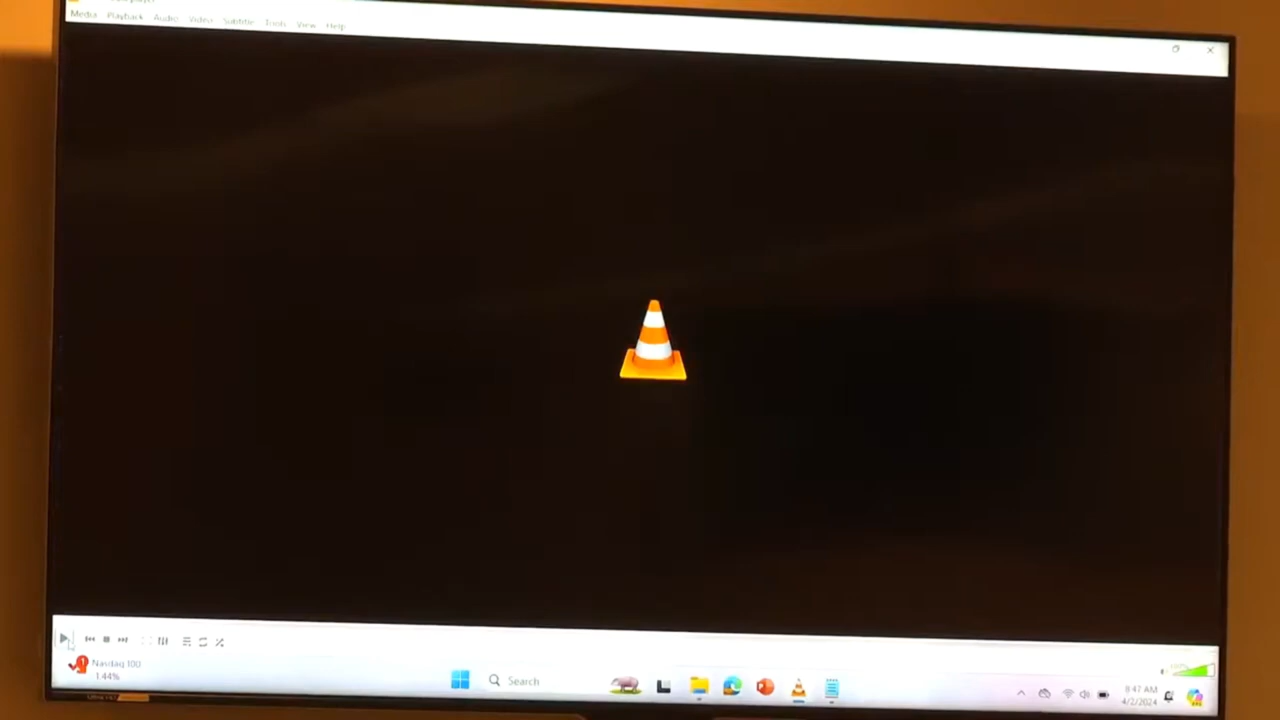 Media Playback Audio Video Subtitle Tools View Help
Nasdaq 100
1.44%
Search
8:47 AM
4/2/2024